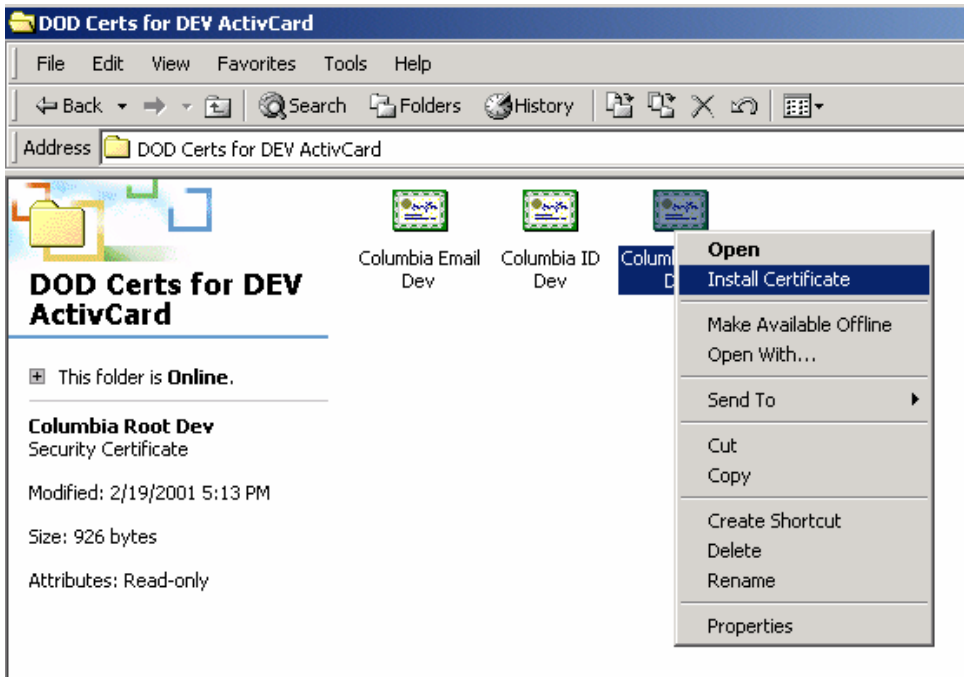 DOD Certs for DEV ActivCard
File Edit View Favorites Tools Help
Back Search Folders History
Address DOD Certs for DEV ActivCard
DOD Certs for DEV
ActivCard
This folder is Online.
Columbia Root Dev
Security Certificate
Modified: 2/19/2001 5:13 PM
Size: 926 bytes
Attributes: Read-only
Columbia Email
Dev
Columbia ID
Dev
Open
Install Certificate
Make Available Offline
Open With...
Send To
Cut
Copy
Create Shortcut
Delete
Rename
Properties